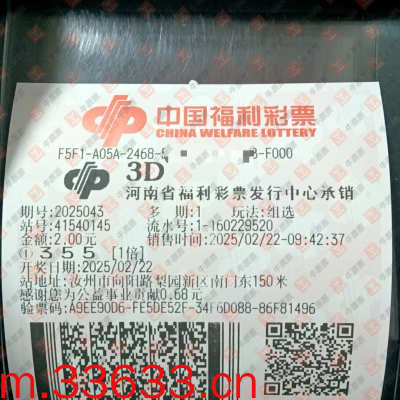 中国福利彩票
CHINA WELFARE LOTTERY
F5F1-A05A-2468- -F000
3D
河南省福利彩票发行中心承销
期号:2025043 多 期:1 玩法:组选
站号:41540145 流水号:1-160229520
金额:2.00元 销售时间:2025/02/22-09:42:37
① 3 5 5 [1倍]
开奖日期:2025/02/22
站地址:汝州市向阳路梨园新区南门东150米
感谢您为公益事业贡献0.68元
验票码:A9EE90D6-FE5DE52F-34F6D088-86F81496
m.33633.cn